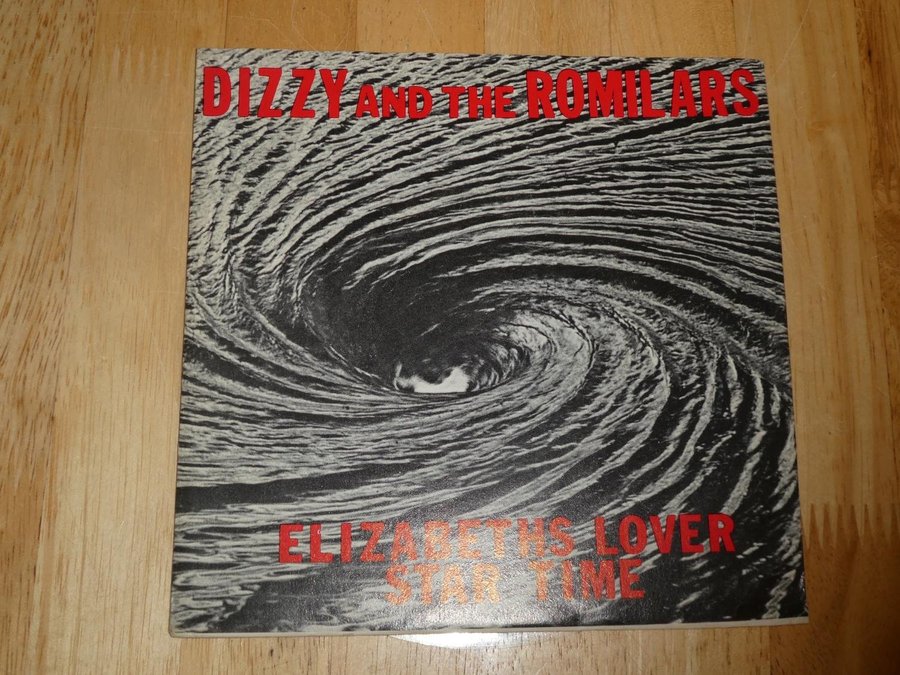 DIZZY AND THE ROMILARS
ELIZABETHS LOVER
STAR TIME